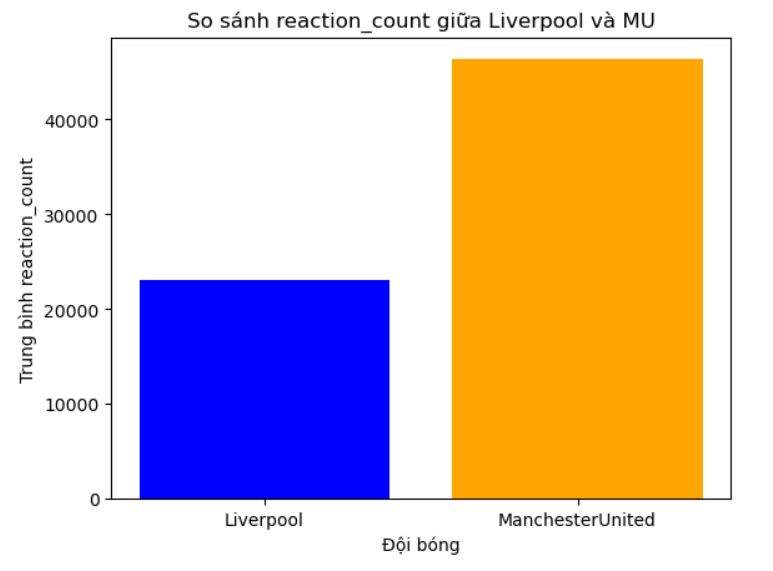 So sánh reaction_count giữa Liverpool và MU
Trung bình reaction_count
40000
30000
20000
10000
0
Liverpool
ManchesterUnited
Đội bóng